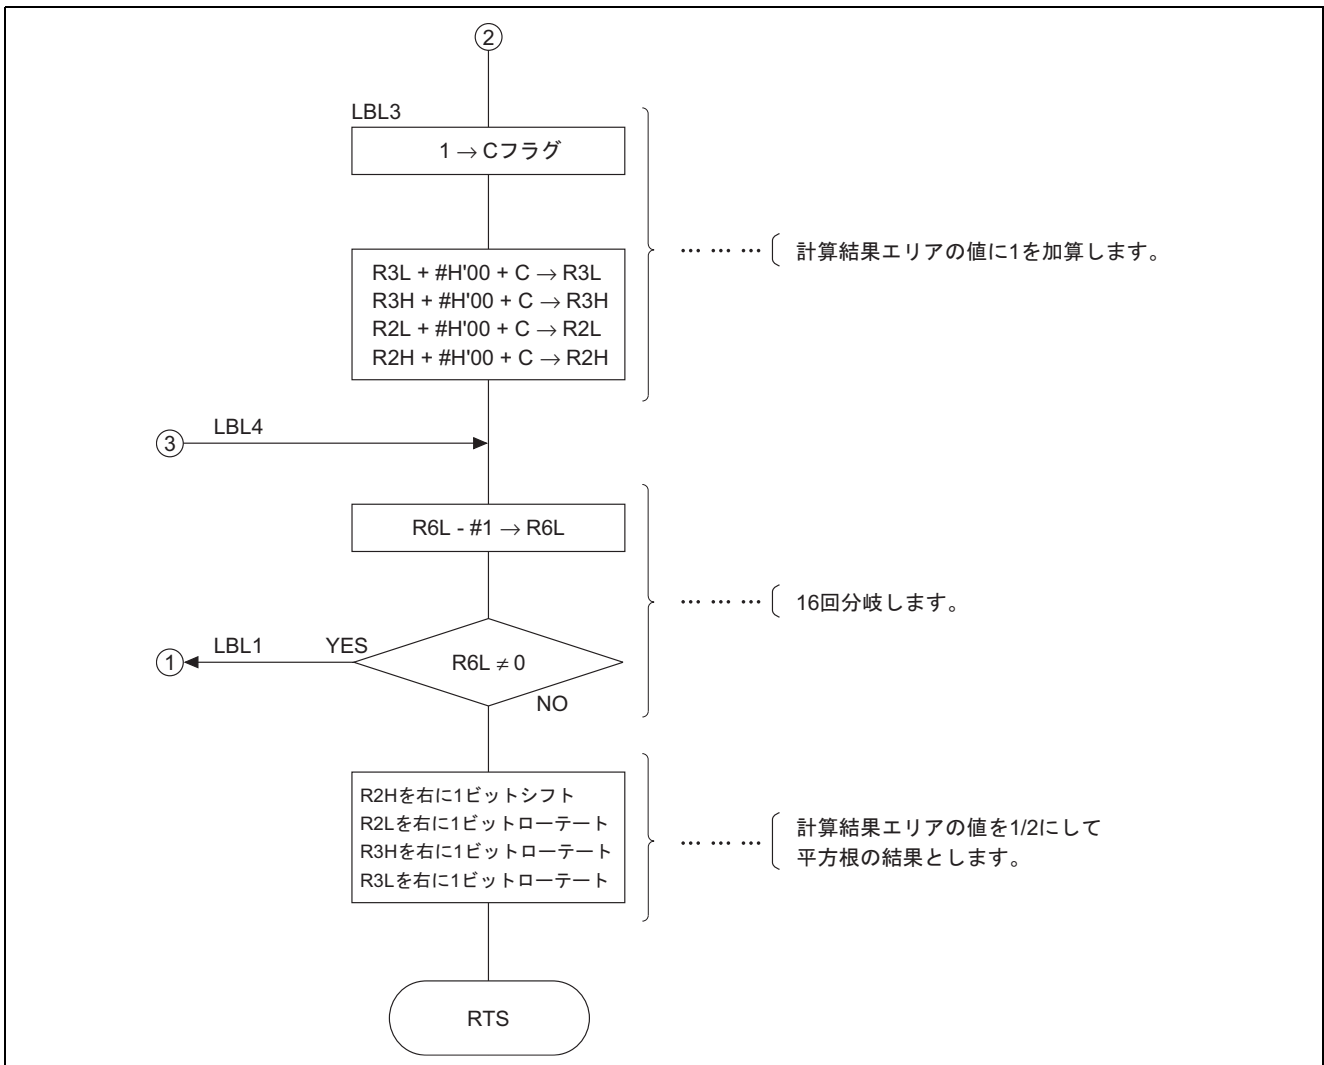 ②
LBL3
1 → Cフラグ
R3L + #H'00 + C → R3L
R3H + #H'00 + C → R3H
R2L + #H'00 + C → R2L
R2H + #H'00 + C → R2H
… … … 計算結果エリアの値に1を加算します。
③ LBL4
R6L - #1 → R6L
… … … 16回分岐します。
① LBL1 YES
R6L ≠ 0
NO
R2Hを右に1ビットシフト
R2Lを右に1ビットローテート
R3Hを右に1ビットローテート
R3Lを右に1ビットローテート
… … … 計算結果エリアの値を1/2にして
平方根の結果とします。
RTS